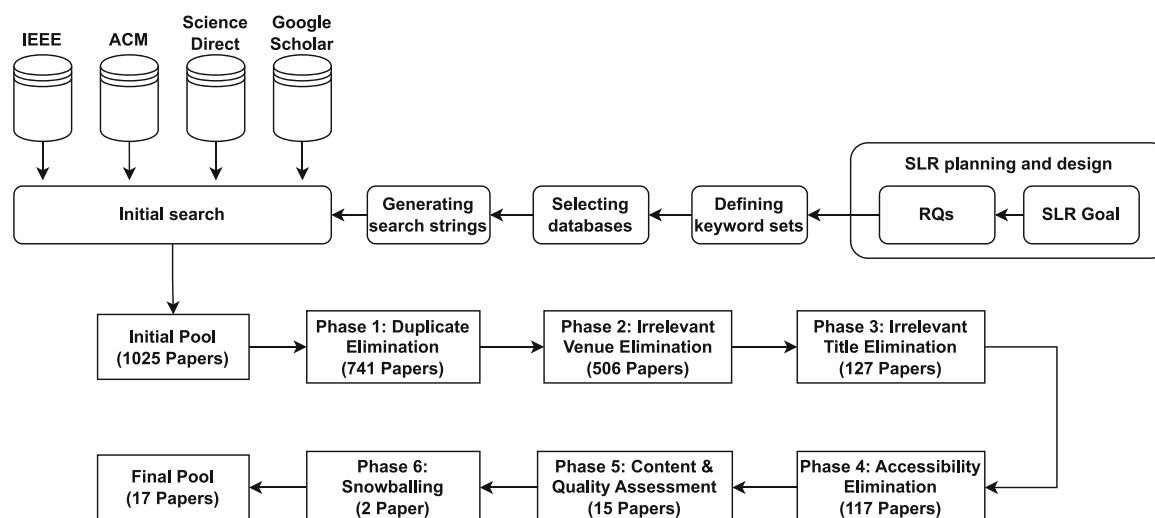 IEEE
ACM
Science
Direct
Google
Scholar
SLR planning and design
Initial search
Generating
search strings
Selecting
databases
Defining
keyword sets
RQs
SLR Goal
Initial Pool
(1025 Papers)
Phase 1: Duplicate
Elimination
(741 Papers)
Phase 2: Irrelevant
Venue Elimination
(506 Papers)
Phase 3: Irrelevant
Title Elimination
(127 Papers)
Final Pool
(17 Papers)
Phase 6:
Snowballing
(2 Paper)
Phase 5: Content &
Quality Assessment
(15 Papers)
Phase 4: Accessibility
Elimination
(117 Papers)